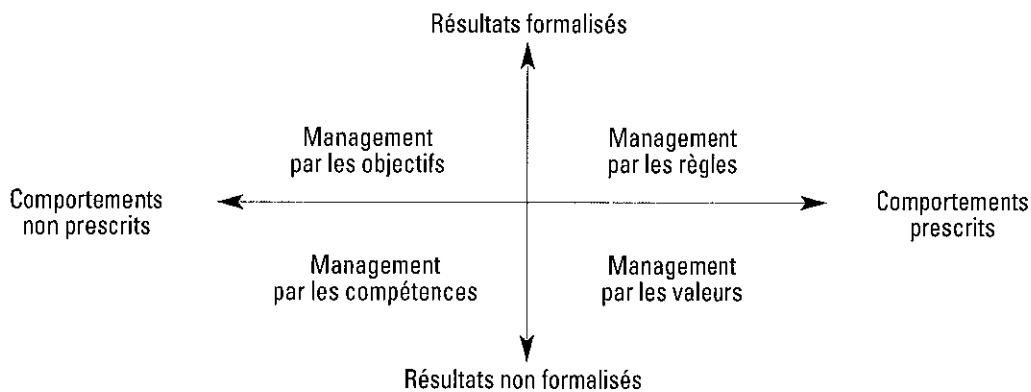 Résultats formalisés
Management
par les objectifs
Management
par les règles
Comportements
non prescrits
Comportements
prescrits
Management
par les compétences
Management
par les valeurs
Résultats non formalisés